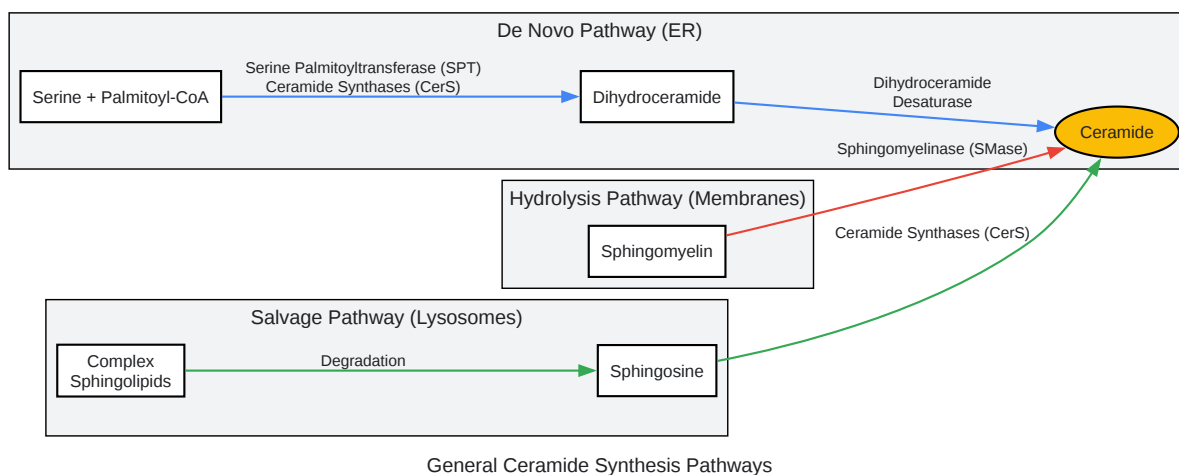 De Novo Pathway (ER)
Serine + Palmitoyl-CoA
Serine Palmitoyltransferase (SPT)
Ceramide Synthases (CerS)
Dihydroceramide
Dihydroceramide
Desaturase
Ceramide
Sphingomyelinase (SMase)
Hydrolysis Pathway (Membranes)
Sphingomyelin
Ceramide Synthases (CerS)
Salvage Pathway (Lysosomes)
Complex
Sphingolipids
Degradation
Sphingosine
General Ceramide Synthesis Pathways